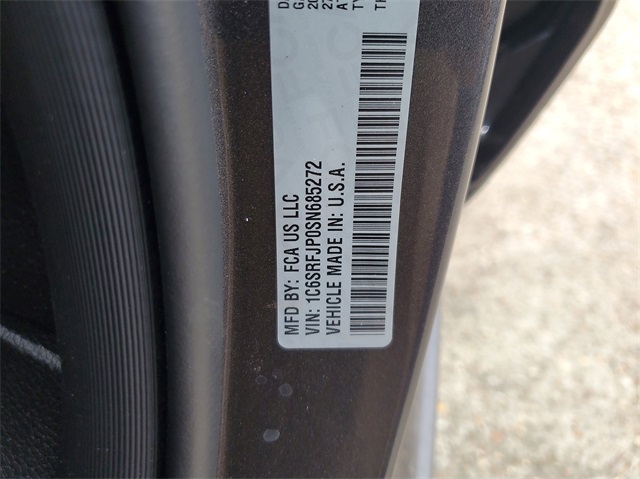 MFD BY: FCA US LLC
VIN: 1C6SRFJP0SN685272
VEHICLE MADE IN: U.S.A.